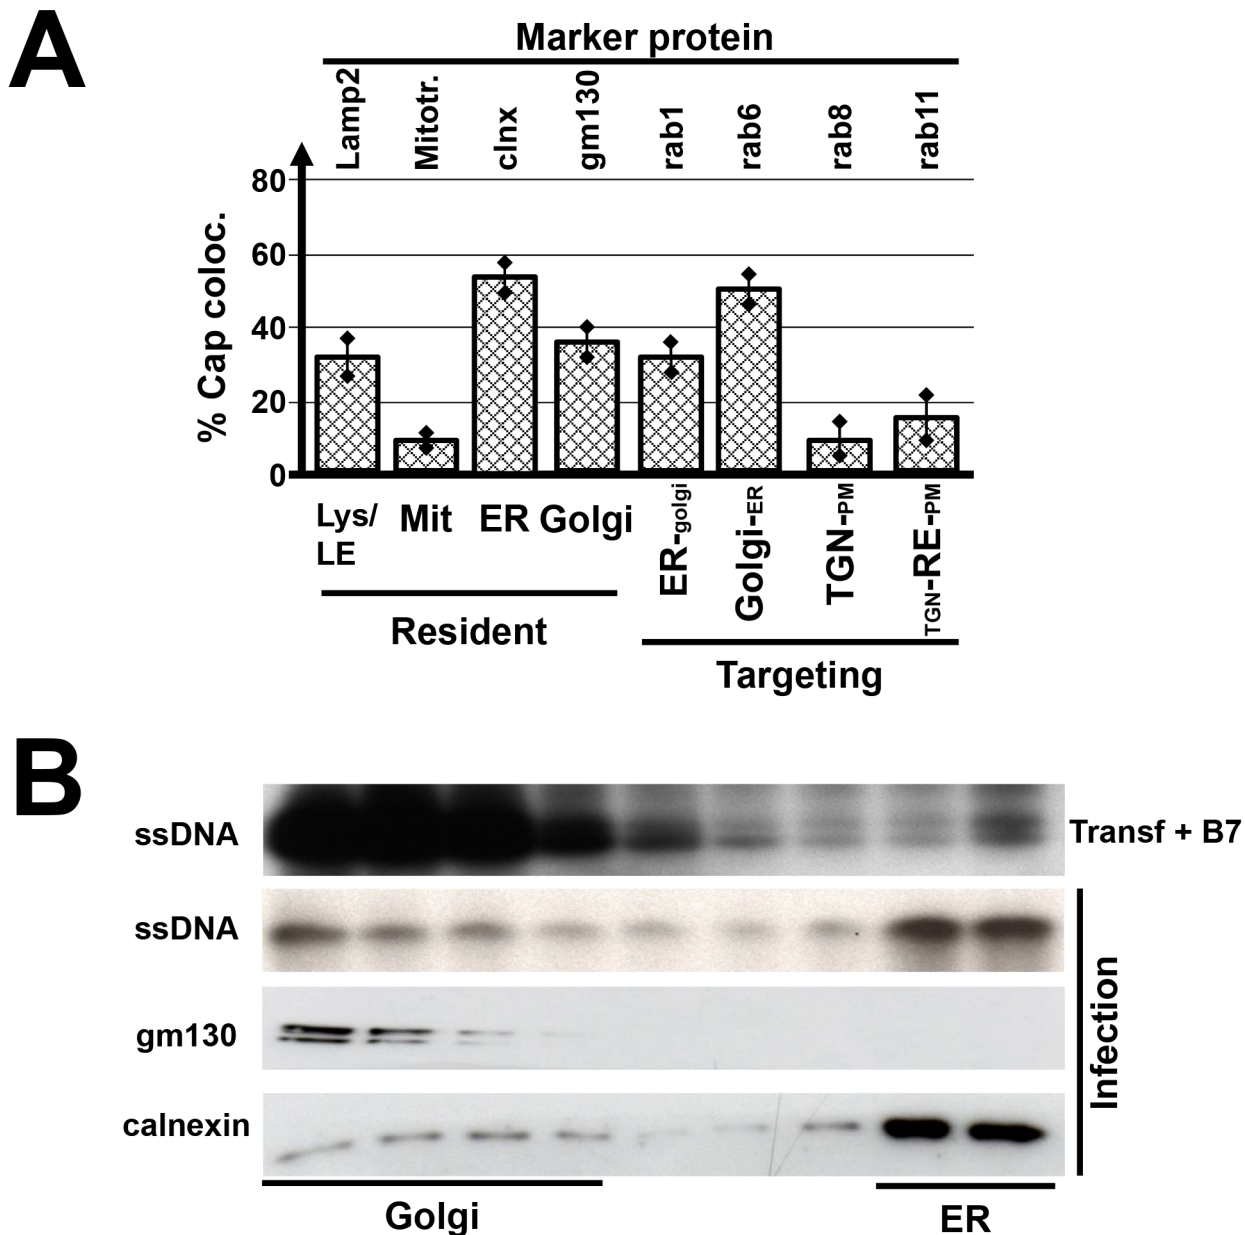 A
Marker protein
Lamp2 Mitotr. clnx gm130 rab1 rab6 rab8 rab11
% Cap coloc.
80
60
40
20
0
Lys/ Mit ER Golgi ER-golgi Golgi-ER TGN-PM TGN-RE-PM
LE
Resident
Targeting
B
ssDNA Transf + B7
ssDNA
gm130
calnexin
Infection
Golgi ER